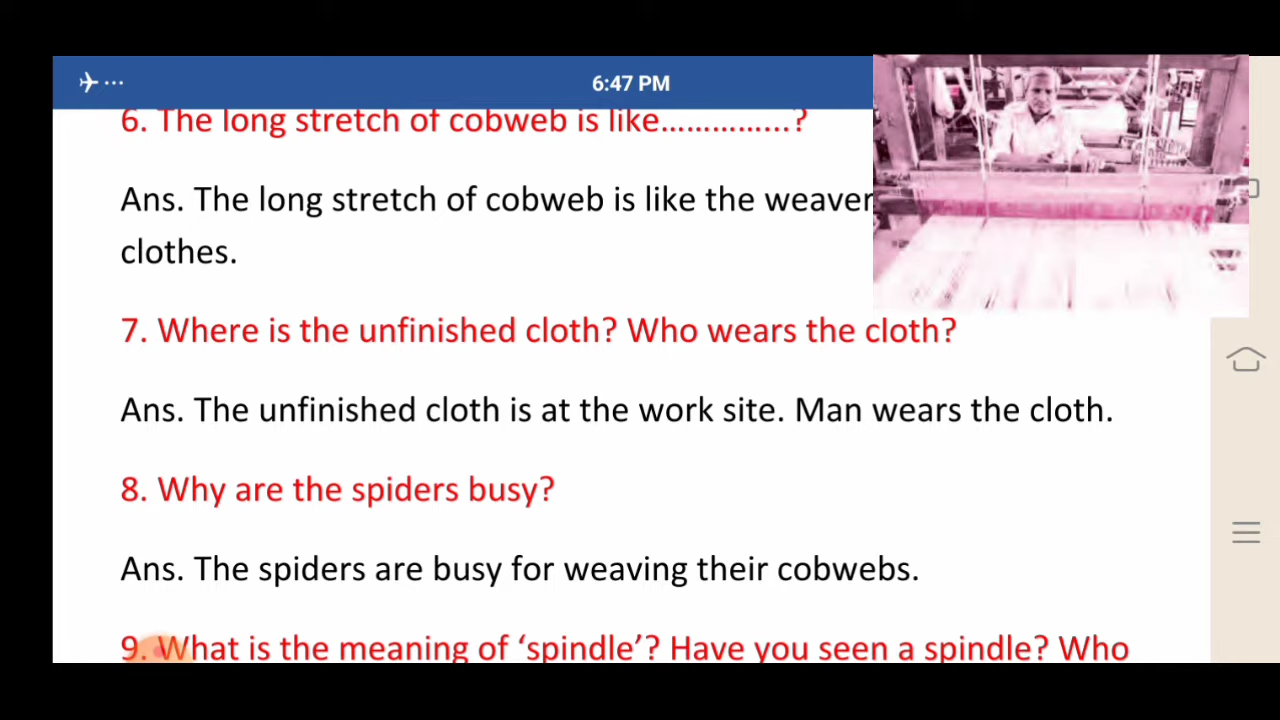 6:47 PM
6. The long stretch of cobweb is like...............?
Ans. The long stretch of cobweb is like the weaver
clothes.
7. Where is the unfinished cloth? Who wears the cloth?
Ans. The unfinished cloth is at the work site. Man wears the cloth.
8. Why are the spiders busy?
Ans. The spiders are busy for weaving their cobwebs.
9. What is the meaning of ‘spindle’? Have you seen a spindle? Who